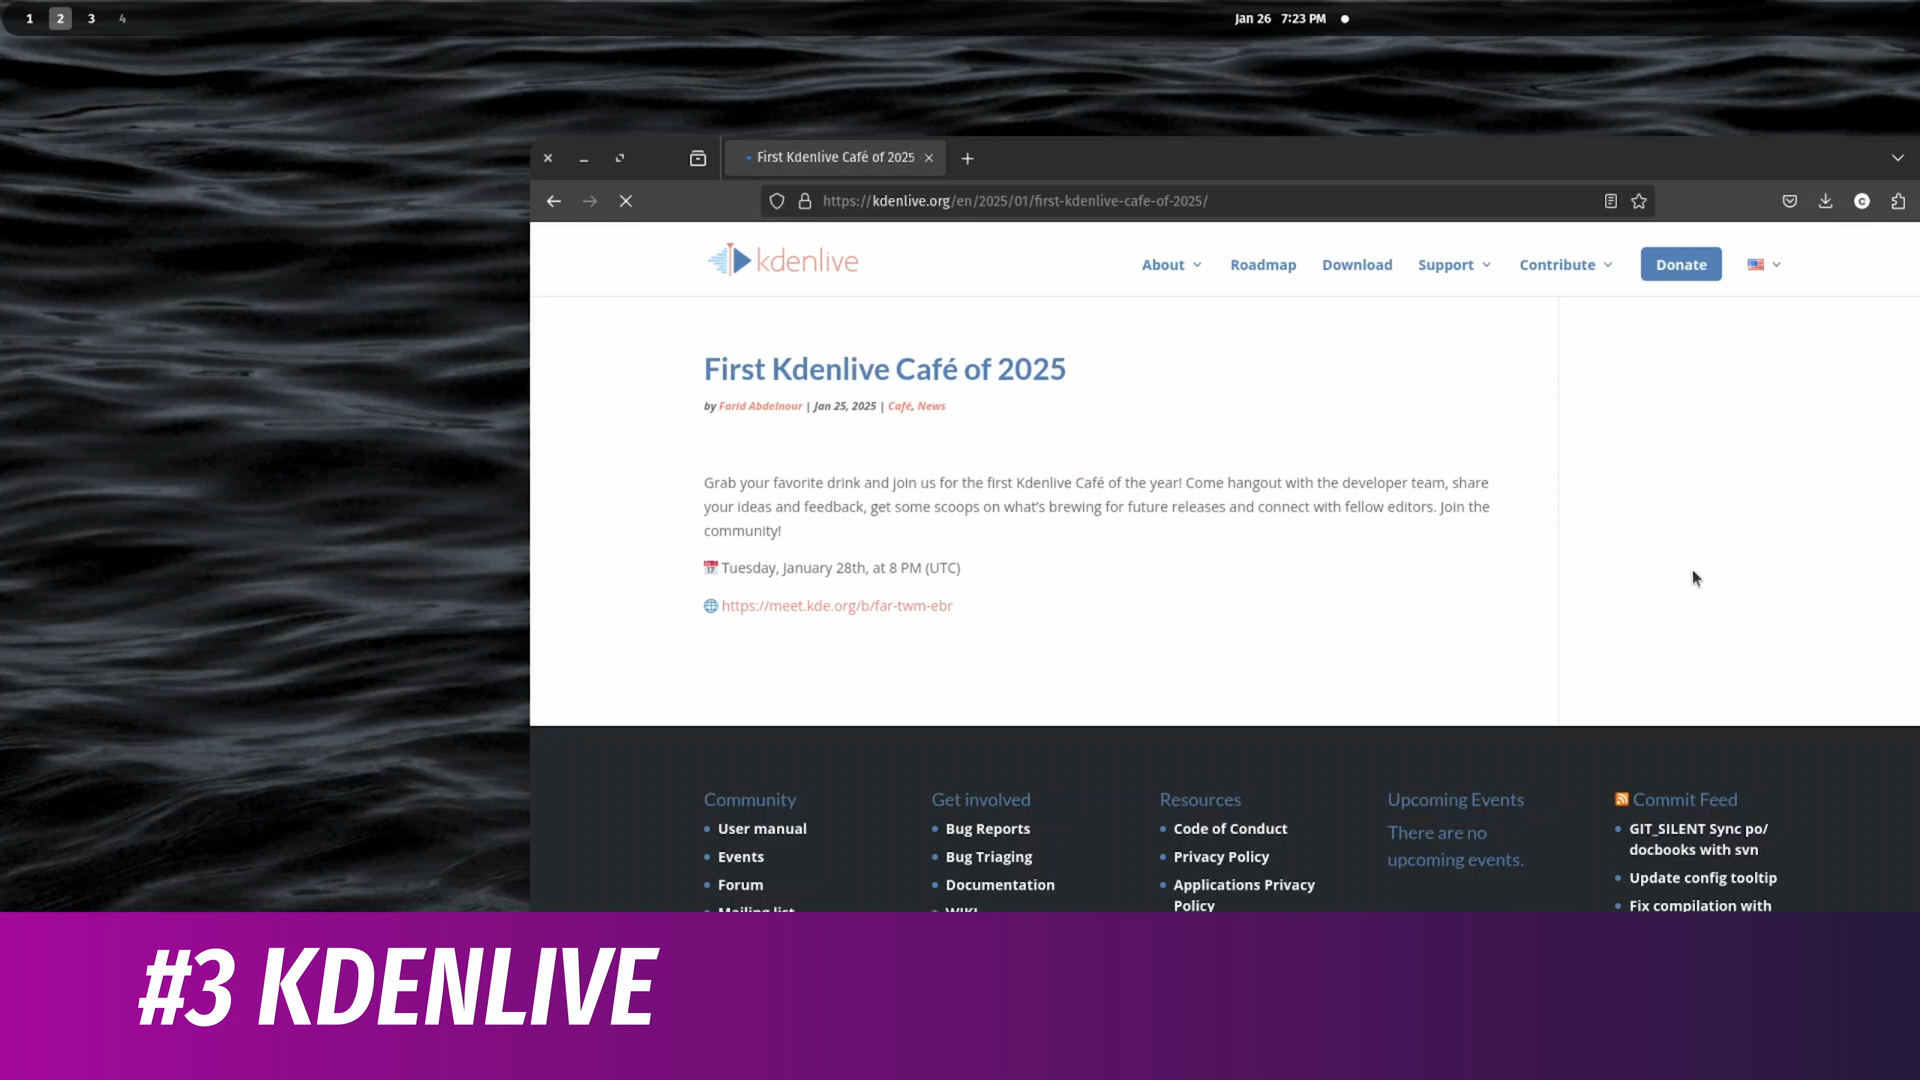 1 2 3 4
Jan 26 7:23 PM
First Kdenlive Café of 2025
https://kdenlive.org/en/2025/01/first-kdenlive-cafe-of-2025/
kdenlive
About Roadmap Download Support Contribute Donate
First Kdenlive Café of 2025
by Farid Abdelnour | Jan 25, 2025 | Café, News
Grab your favorite drink and join us for the first Kdenlive Café of the year! Come hangout with the developer team, share
your ideas and feedback, get some scoops on what's brewing for future releases and connect with fellow editors. Join the
community!
📅 Tuesday, January 28th, at 8 PM (UTC)
🌐 https://meet.kde.org/b/far-twm-ebr
Community
User manual
Events
Forum
Mailing list
Get involved
Bug Reports
Bug Triaging
Documentation
WIKI
Resources
Code of Conduct
Privacy Policy
Applications Privacy
Policy
Upcoming Events
There are no
upcoming events.
Commit Feed
GIT_SILENT Sync po/
docbooks with svn
Update config tooltip
Fix compilation with
#3 KDENLIVE